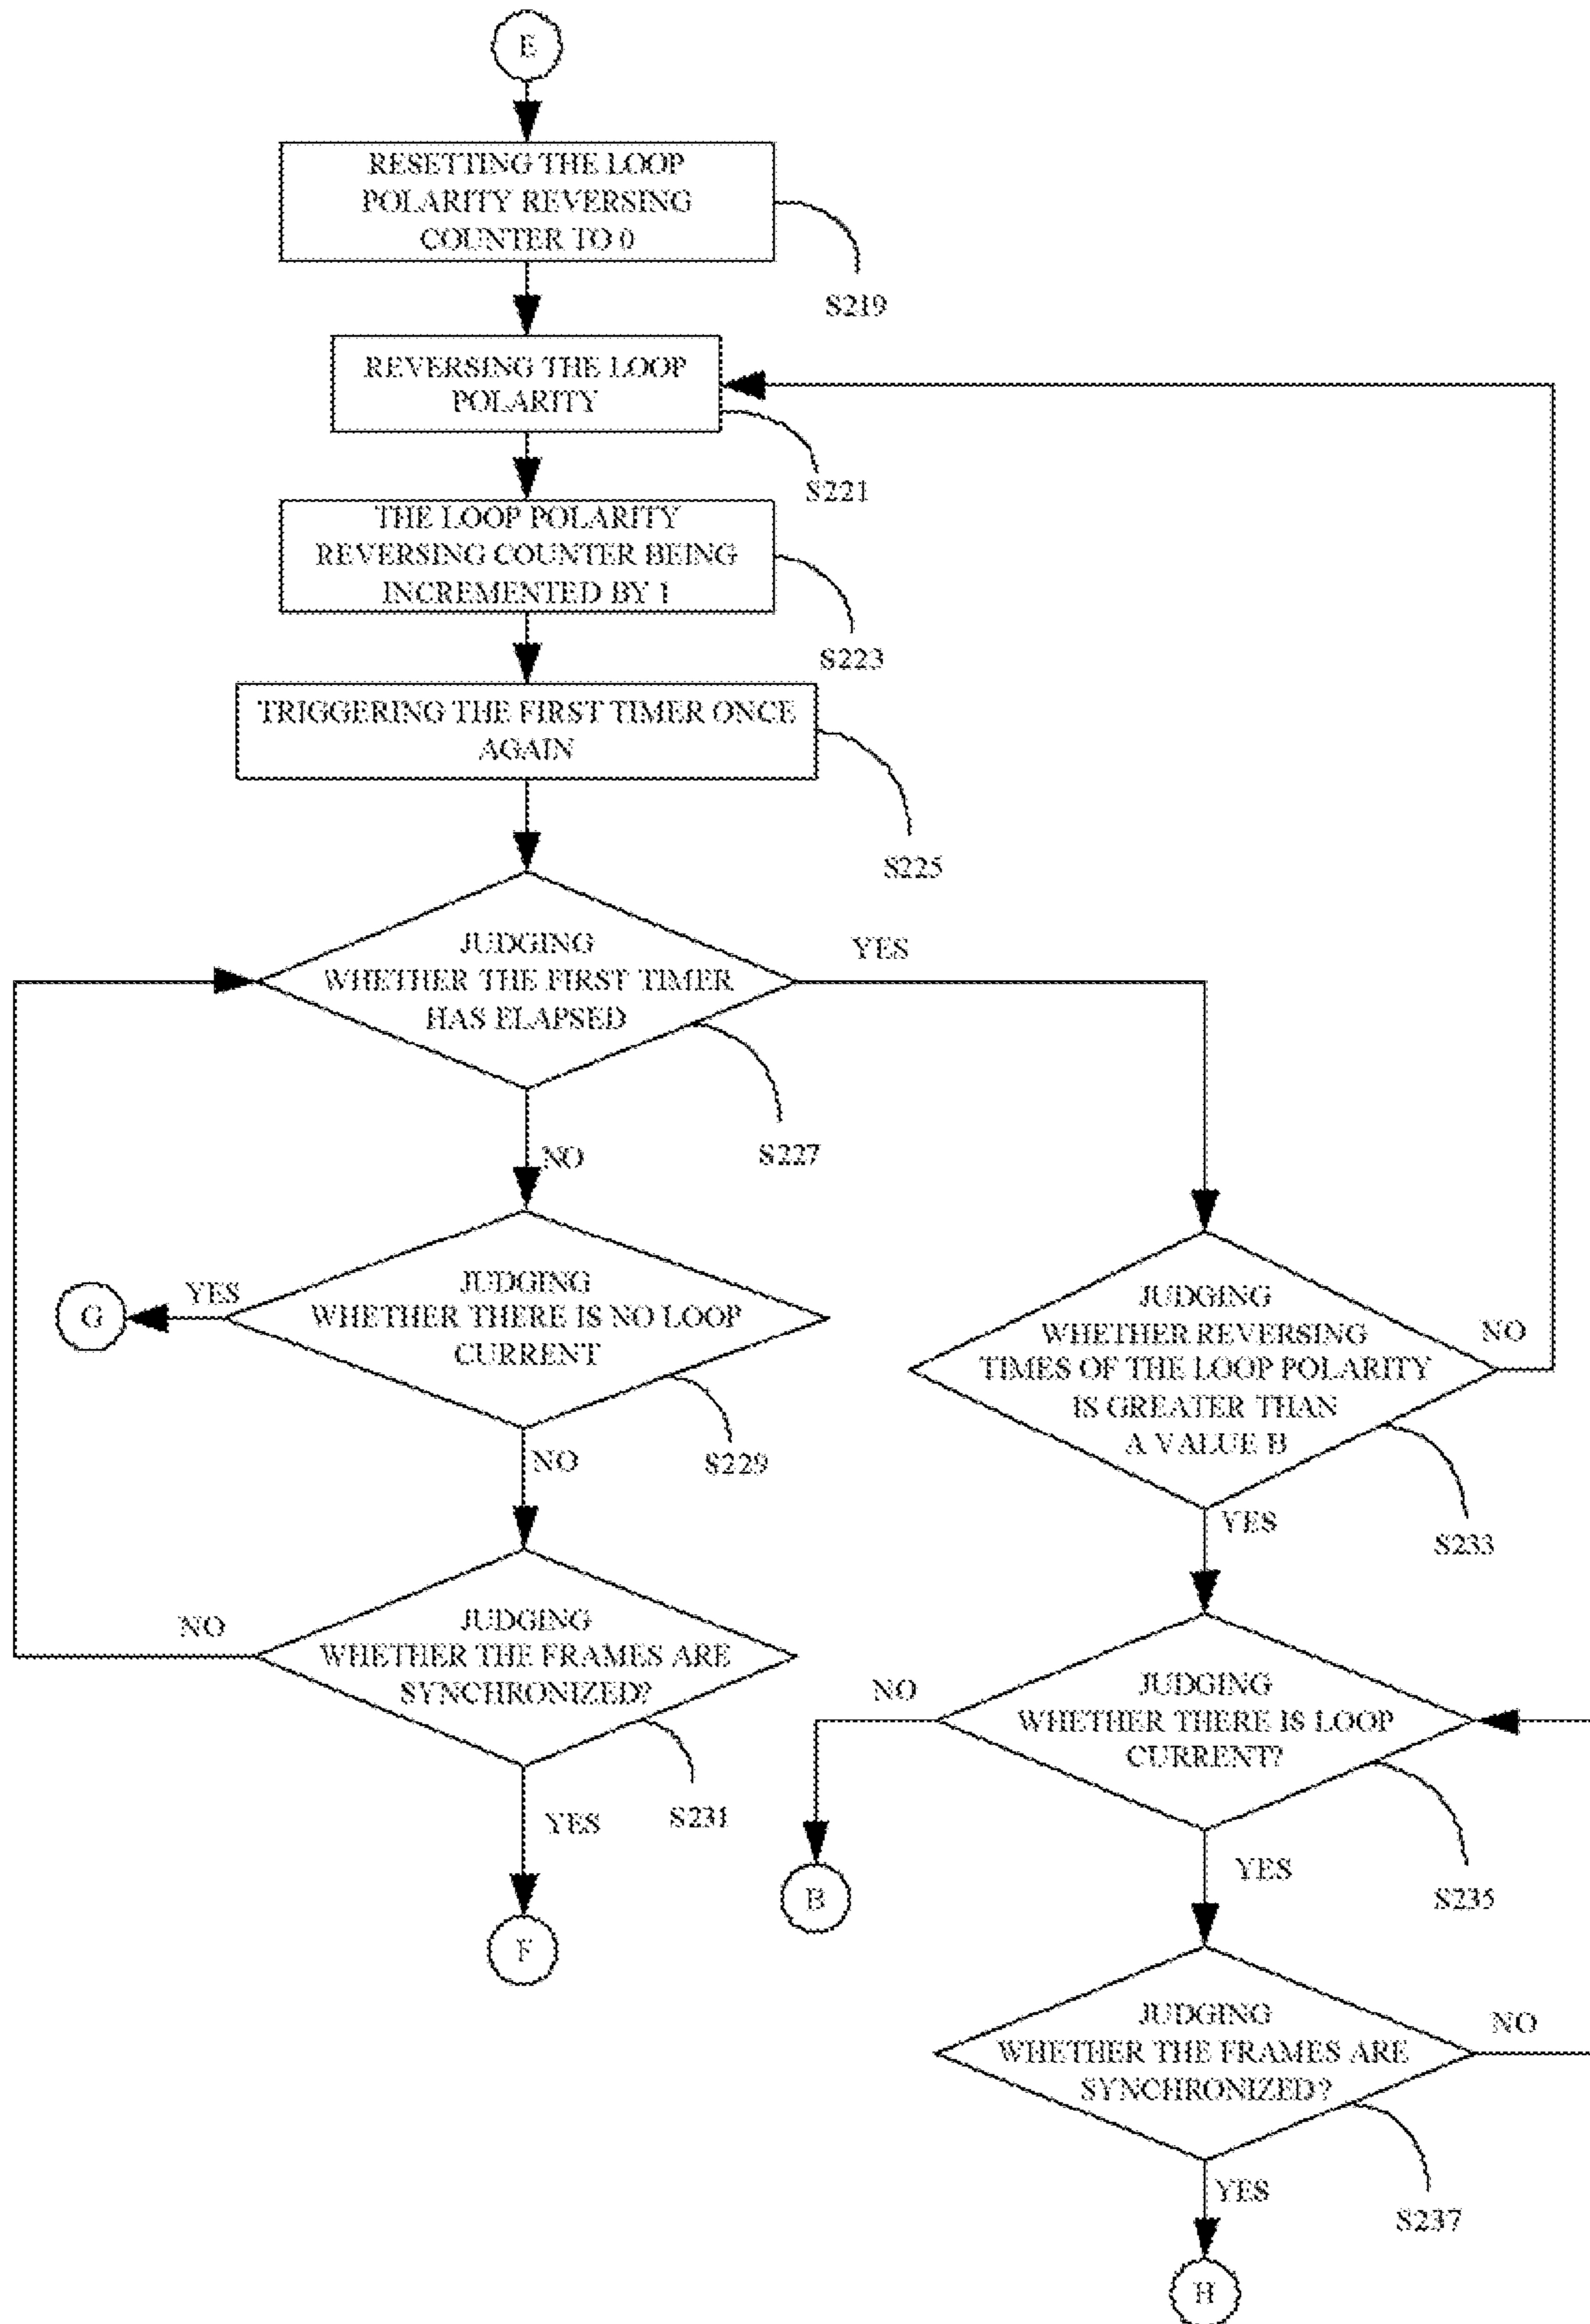 E
RESETTING THE LOOP
POLARITY REVERSING
COUNTER TO 0
S219
REVERSING THE LOOP
POLARITY
S221
THE LOOP POLARITY
REVERSING COUNTER BEING
INCREMENTED BY 1
S223
TRIGGERING THE FIRST TIMER ONCE
AGAIN
S225
JUDGING
WHETHER THE FIRST TIMER
HAS ELAPSED
YES
S227
NO
JUDGING
WHETHER THERE IS NO LOOP
CURRENT
YES
G
S229
NO
JUDGING
WHETHER REVERSING
TIMES OF THE LOOP POLARITY
IS GREATER THAN
A VALUE B
NO
S233
YES
JUDGING
WHETHER THE FRAMES ARE
SYNCHRONIZED?
NO
S231
YES
F
JUDGING
WHETHER THERE IS LOOP
CURRENT?
NO
B
S235
YES
JUDGING
WHETHER THE FRAMES ARE
SYNCHRONIZED?
NO
S237
YES
H